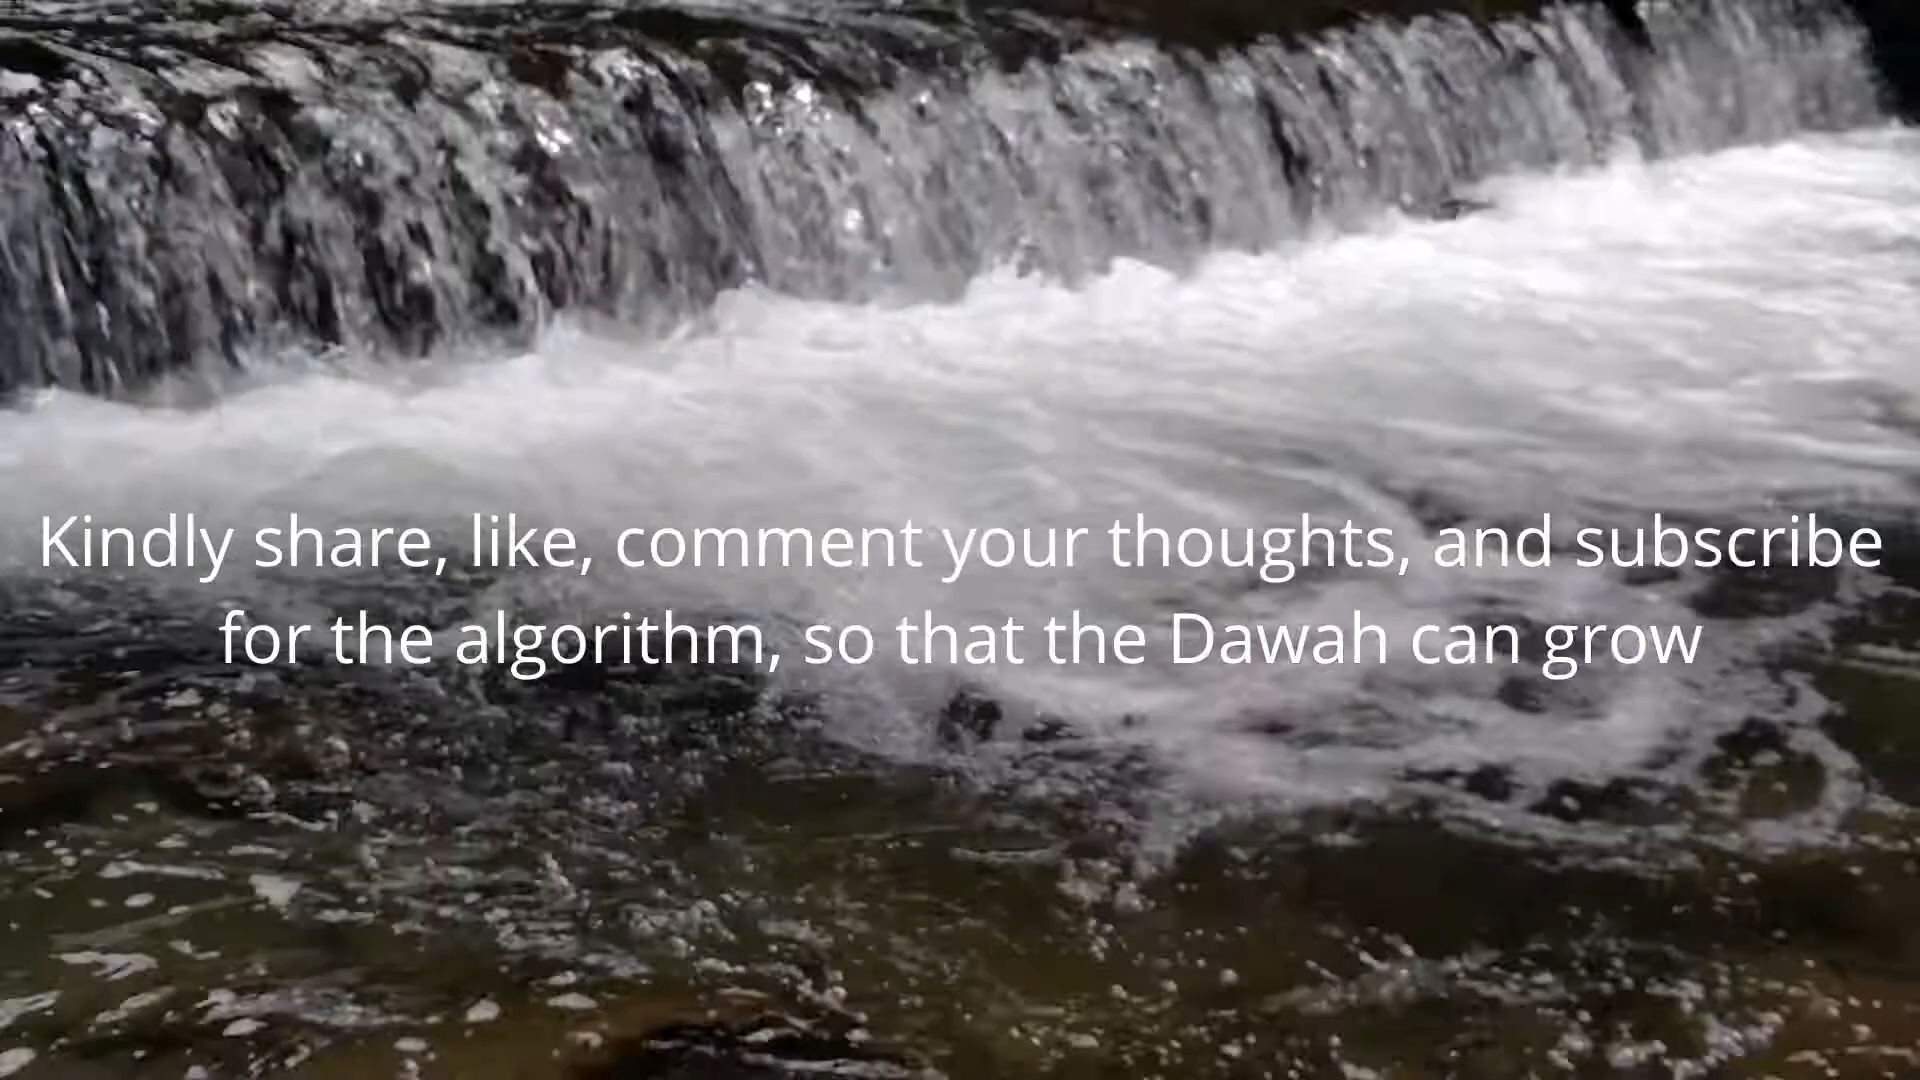 Kindly share, like, comment your thoughts, and subscribe
for the algorithm, so that the Dawah can grow